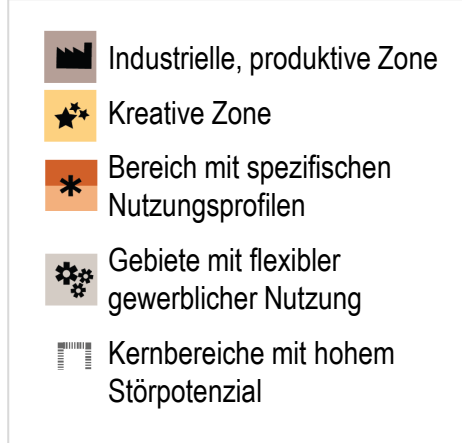 Industrielle, produktive Zone
Kreative Zone
Bereich mit spezifischen
Nutzungsprofilen
Gebiete mit flexibler
gewerblicher Nutzung
Kernbereiche mit hohem
Störpotenzial